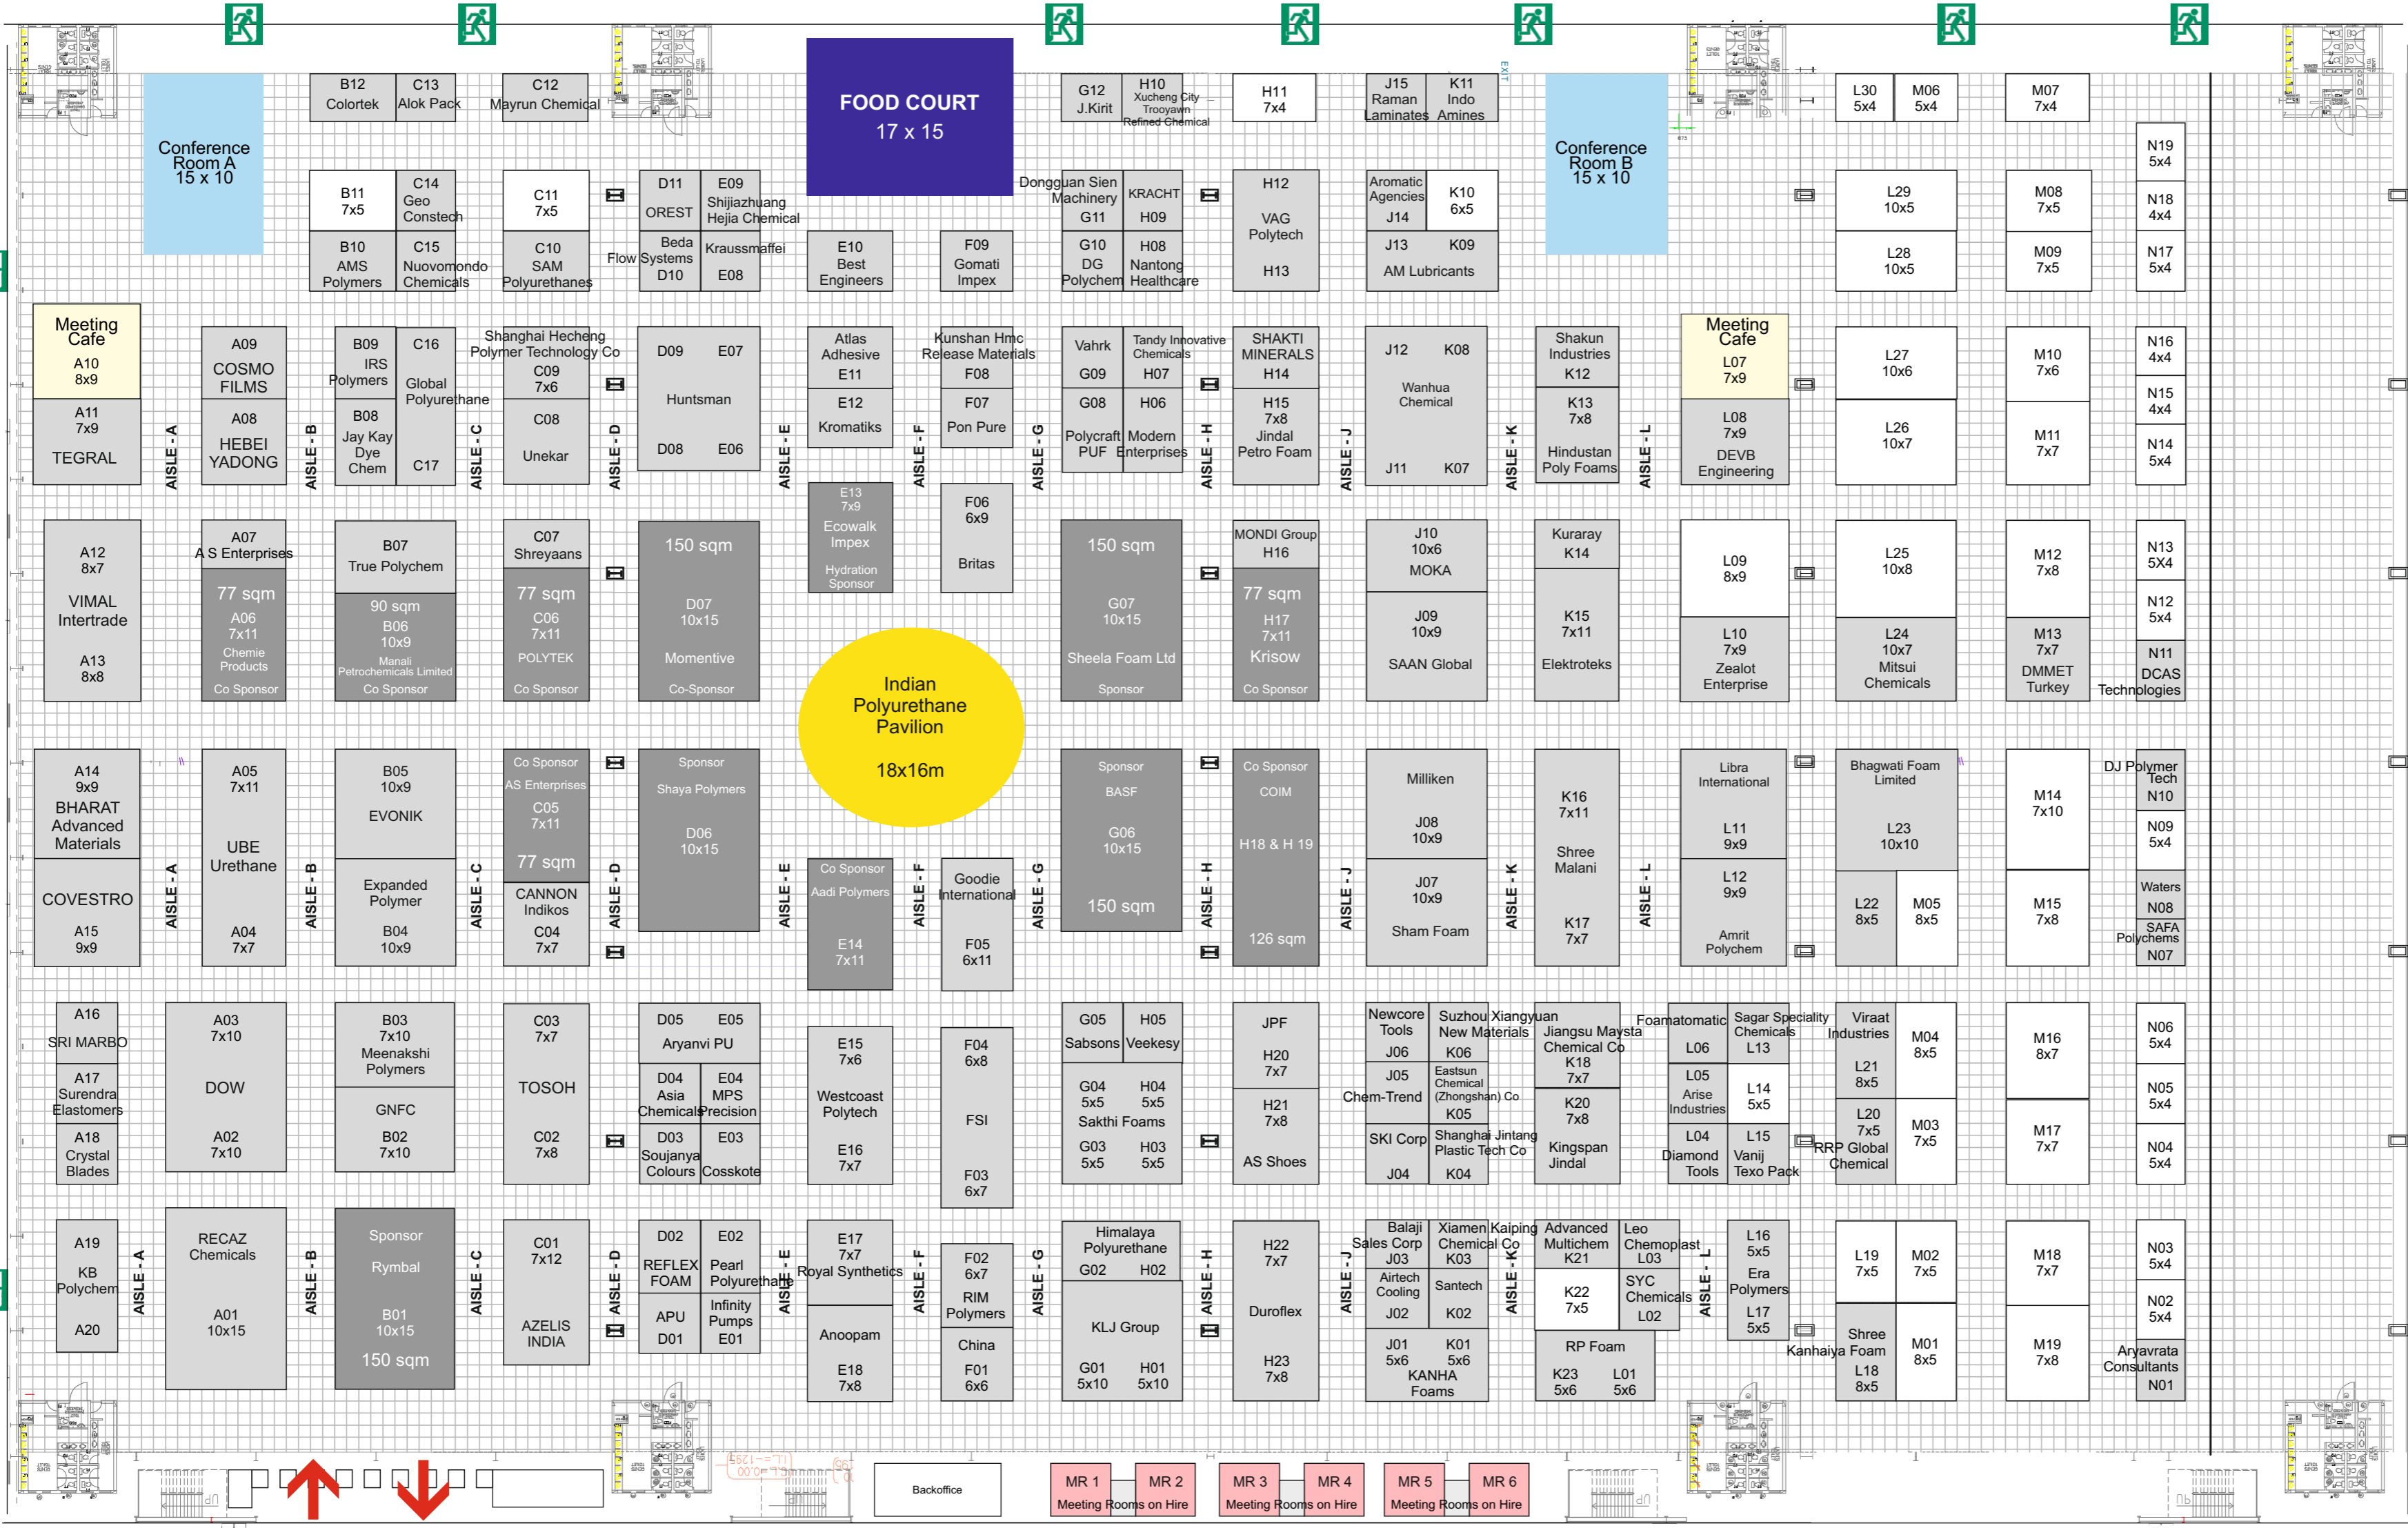 FOOD COURT
17 x 15
Conference
Room A
15 x 10
B12
Colortek
C13
Alok Pack
C12
Mayrun Chemical
G12
J.Kirit
H10
Xucheng City
Trooyawn
Refined Chemical
H11
7x4
J15
Raman
Laminates
K11
Indo
Amines
EXIT
Conference
Room B
15 x 10
L30
5x4
M06
5x4
M07
7x4
N19
5x4
B11
7x5
C14
Geo
Constech
C11
7x5
D11
OREST
E09
Shijiazhuang
Hejia Chemical
Dongguan Sien
Machinery
G11
KRACHT
H09
H12
VAG
Polytech
H13
Aromatic
Agencies
J14
K10
6x5
L29
10x5
M08
7x5
N18
4x4
B10
AMS
Polymers
C15
Nuovomondo
Chemicals
C10
SAM
Polyurethanes
Beda
Flow Systems
D10
Kraussmaffei
E08
E10
Best
Engineers
F09
Gomati
Impex
G10
DG
Polychem
H08
Nantong
Healthcare
J13 K09
AM Lubricants
L28
10x5
M09
7x5
N17
5x4
Meeting
Cafe
A10
8x9
A11
7x9
TEGRAL
A09
COSMO
FILMS
A08
HEBEI
YADONG
B09
IRS
Polymers
B08
Jay Kay
Dye
Chem
C16
Global
Polyurethane
C17
Shanghai Hecheng
Polymer Technology Co
C09
7x6
C08
Unekar
D09 E07
Huntsman
D08 E06
Atlas
Adhesive
E11
E12
Kromatiks
Kunshan Hmc
Release Materials
F08
F07
Pon Pure
Vahrk
G09
Tandy Innovative
Chemicals
H07
G08
Polycraft
PUF
H06
Modern
Enterprises
SHAKTI
MINERALS
H14
H15
7x8
Jindal
Petro Foam
J12 K08
Wanhua
Chemical
J11 K07
Shakun
Industries
K12
K13
7x8
Hindustan
Poly Foams
Meeting
Cafe
L07
7x9
L08
7x9
DEVB
Engineering
L27
10x6
L26
10x7
M10
7x6
M11
7x7
N16
4x4
N15
4x4
N14
5x4
AISLE - A
AISLE - B
AISLE - C
AISLE - D
AISLE - E
AISLE - F
AISLE - G
AISLE - H
AISLE - J
AISLE - K
AISLE - L
A12
8x7
VIMAL
Intertrade
A13
8x8
A07
A S Enterprises
77 sqm
A06
7x11
Chemie
Products
Co Sponsor
B07
True Polychem
90 sqm
B06
10x9
Manali
Petrochemicals Limited
Co Sponsor
C07
Shreyaans
77 sqm
C06
7x11
POLYTEK
Co Sponsor
150 sqm
D07
10x15
Momentive
Co-Sponsor
E13
7x9
Ecowalk
Impex
Hydration
Sponsor
F06
6x9
Britas
150 sqm
G07
10x15
Sheela Foam Ltd
Sponsor
MONDI Group
H16
77 sqm
H17
7x11
Krisow
Co Sponsor
J10
10x6
MOKA
J09
10x9
SAAN Global
Kuraray
K14
K15
7x11
Elektroteks
L09
8x9
L10
7x9
Zealot
Enterprise
L25
10x8
L24
10x7
Mitsui
Chemicals
M12
7x8
M13
7x7
DMMET
Turkey
N13
5X4
N12
5x4
N11
DCAS
Technologies
Indian
Polyurethane
Pavilion
18x16m
A14
9x9
BHARAT
Advanced
Materials
COVESTRO
A15
9x9
A05
7x11
UBE
Urethane
A04
7x7
B05
10x9
EVONIK
Expanded
Polymer
B04
10x9
Co Sponsor
AS Enterprises
C05
7x11
77 sqm
CANNON
Indikos
C04
7x7
Sponsor
Shaya Polymers
D06
10x15
Co Sponsor
Aadi Polymers
E14
7x11
Goodie
International
F05
6x11
Sponsor
BASF
G06
10x15
150 sqm
Co Sponsor
COIM
H18 & H 19
126 sqm
Milliken
J08
10x9
J07
10x9
Sham Foam
K16
7x11
Shree
Malani
K17
7x7
Libra
International
L11
9x9
L12
9x9
Amrit
Polychem
Bhagwati Foam
Limited
L23
10x10
L22
8x5
M05
8x5
M14
7x10
M15
7x8
DJ Polymer
Tech
N10
N09
5x4
Waters
N08
SAFA
Polychems
N07
AISLE - A
AISLE - B
AISLE - C
AISLE - D
AISLE - E
AISLE - F
AISLE - G
AISLE - H
AISLE - J
AISLE - K
AISLE - L
A16
SRI MARBO
A17
Surendra
Elastomers
A18
Crystal
Blades
A03
7x10
DOW
A02
7x10
B03
7x10
Meenakshi
Polymers
GNFC
B02
7x10
C03
7x7
TOSOH
C02
7x8
D05 E05
Aryanvi PU
D04
Asia
Chemicals
E04
MPS
Precision
D03
Soujanya
Colours
E03
Cosskote
E15
7x6
Westcoast
Polytech
E16
7x7
F04
6x8
FSI
F03
6x7
G05
Sabsons
H05
Veekesy
G04 H04
5x5 5x5
Sakthi Foams
G03 H03
5x5 5x5
JPF
H20
7x7
H21
7x8
AS Shoes
Newcore
Tools
J06
Suzhou Xiangyuan
New Materials
K06
J05
Chem-Trend
Eastsun
Chemical
(Zhongshan) Co
K05
SKI Corp
J04
Shanghai Jintang
Plastic Tech Co
K04
Jiangsu Maysta
Chemical Co
K18
7x7
K20
7x8
Kingspan
Jindal
Foamatomatic
L06
Sagar Speciality
Chemicals
L13
L05
Arise
Industries
L14
5x5
L04
Diamond
Tools
L15
Vanij
Texo Pack
Viraat
Industries
L21
8x5
L20
7x5
RRP Global
Chemical
M04
8x5
M03
7x5
M16
8x7
M17
7x7
N06
5x4
N05
5x4
N04
5x4
A19
KB
Polychem
A20
RECAZ
Chemicals
A01
10x15
Sponsor
Rymbal
B01
10x15
150 sqm
C01
7x12
AZELIS
INDIA
D02
REFLEX
FOAM
E02
Pearl
Polyurethane
APU
D01
Infinity
Pumps
E01
E17
7x7
Royal Synthetics
Anoopam
E18
7x8
F02
6x7
RIM
Polymers
China
F01
6x6
Himalaya
Polyurethane
G02 H02
KLJ Group
G01 H01
5x10 5x10
H22
7x7
Duroflex
H23
7x8
Balaji
Sales Corp
J03
Xiamen Kaiping
Chemical Co
K03
Airtech
Cooling
J02
Santech
K02
J01 K01
5x6 5x6
KANHA
Foams
Advanced
Multichem
K21
Leo
Chemoplast
L03
K22
7x5
SYC
Chemicals
L02
RP Foam
K23 L01
5x6 5x6
L16
5x5
Era
Polymers
L17
5x5
L19
7x5
M02
7x5
Shree
Kanhaiya Foam
L18
8x5
M01
8x5
M18
7x7
M19
7x8
N03
5x4
N02
5x4
Aryavrata
Consultants
N01
AISLE - A
AISLE - B
AISLE - C
AISLE - D
AISLE - E
AISLE - F
AISLE - G
AISLE - H
AISLE - J
AISLE - K
AISLE - L
Backoffice
MR 1 MR 2
Meeting Rooms on Hire
MR 3 MR 4
Meeting Rooms on Hire
MR 5 MR 6
Meeting Rooms on Hire
UP
UP
UP
UP